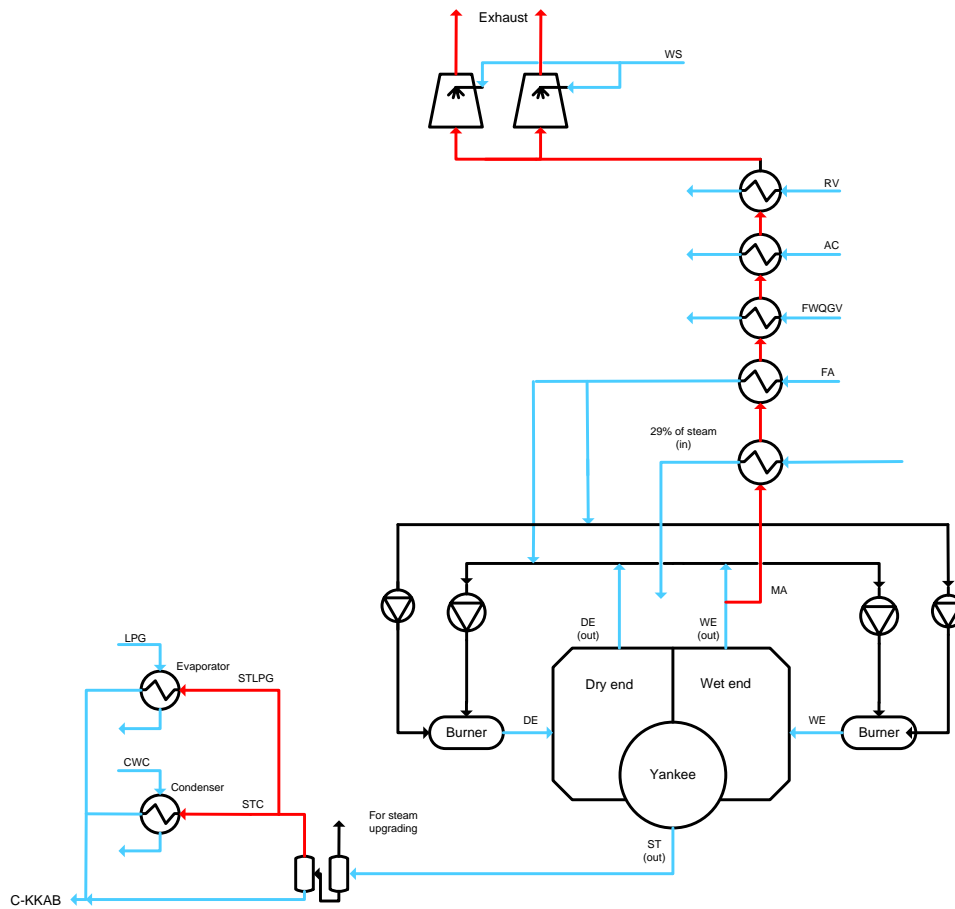 Exhaust
WS
RV
AC
FWQGV
FA
29% of steam
(in)
MA
DE
(out)
WE
(out)
LPG
Evaporator
STLPG
Dry end
Wet end
Burner
DE
WE
Burner
CWC
Condenser
Yankee
STC
For steam
upgrading
ST
(out)
C-KKAB